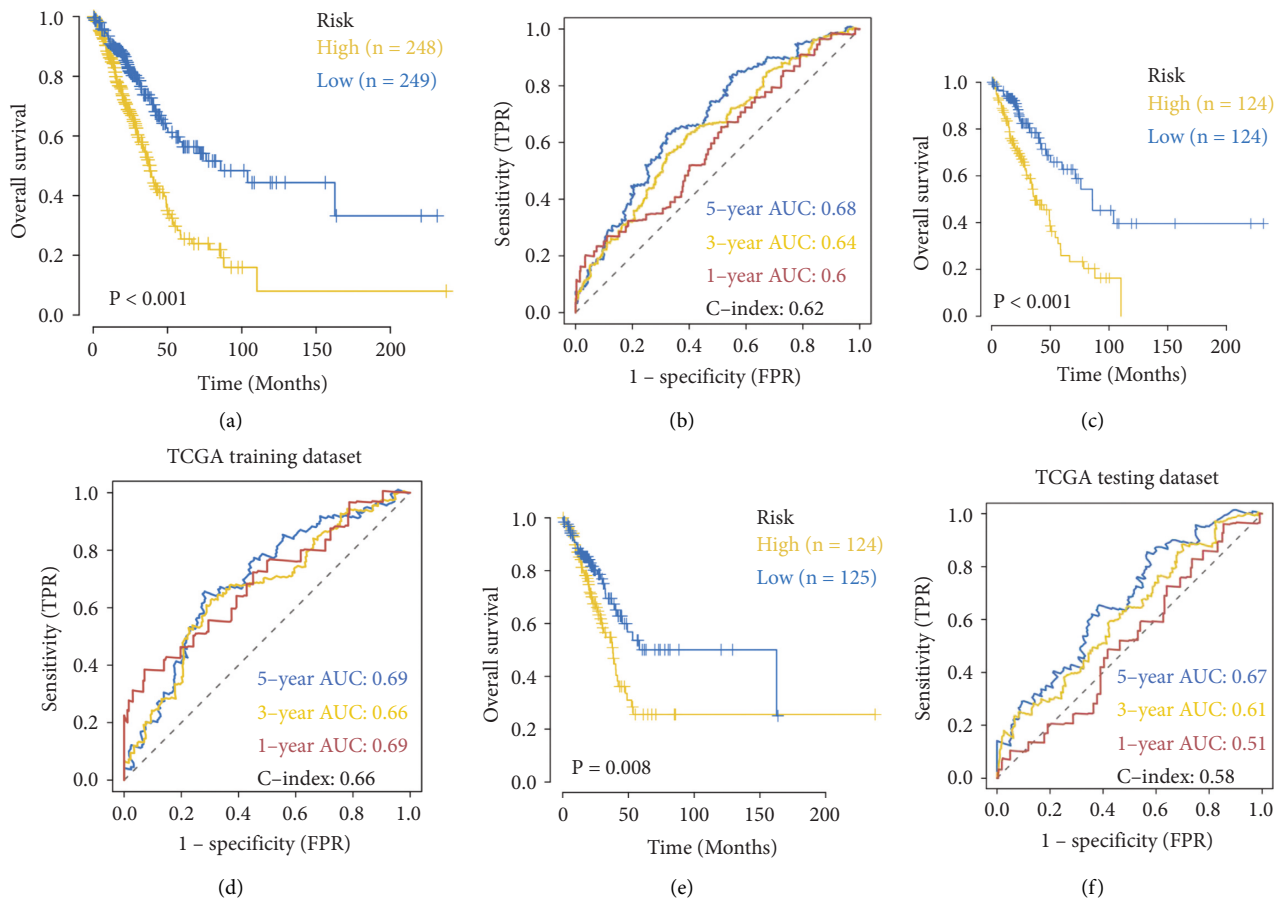 1.0
0.8
0.6
0.4
0.2
0.0
Overall survival
Risk
High (n = 248)
Low (n = 249)
P < 0.001
0
50
100
150
200
Time (Months)
(a)
1.0
0.8
0.6
0.4
0.2
0.0
Sensitivity (TPR)
5–year AUC: 0.68
3–year AUC: 0.64
1–year AUC: 0.6
C–index: 0.62
0.0
0.2
0.4
0.6
0.8
1.0
1 – specificity (FPR)
(b)
1.0
0.8
0.6
0.4
0.2
0.0
Overall survival
Risk
High (n = 124)
Low (n = 124)
P < 0.001
0
50
100
150
200
Time (Months)
(c)
TCGA training dataset
1.0
0.8
0.6
0.4
0.2
0.0
Sensitivity (TPR)
5–year AUC: 0.69
3–year AUC: 0.66
1–year AUC: 0.69
C–index: 0.66
0.0
0.2
0.4
0.6
0.8
1.0
1 – specificity (FPR)
(d)
1.0
0.8
0.6
0.4
0.2
0.0
Overall survival
Risk
High (n = 124)
Low (n = 125)
P = 0.008
0
50
100
150
200
Time (Months)
(e)
TCGA testing dataset
1.0
0.8
0.6
0.4
0.2
0.0
Sensitivity (TPR)
5–year AUC: 0.67
3–year AUC: 0.61
1–year AUC: 0.51
C–index: 0.58
0.0
0.2
0.4
0.6
0.8
1.0
1 – specificity (FPR)
(f)